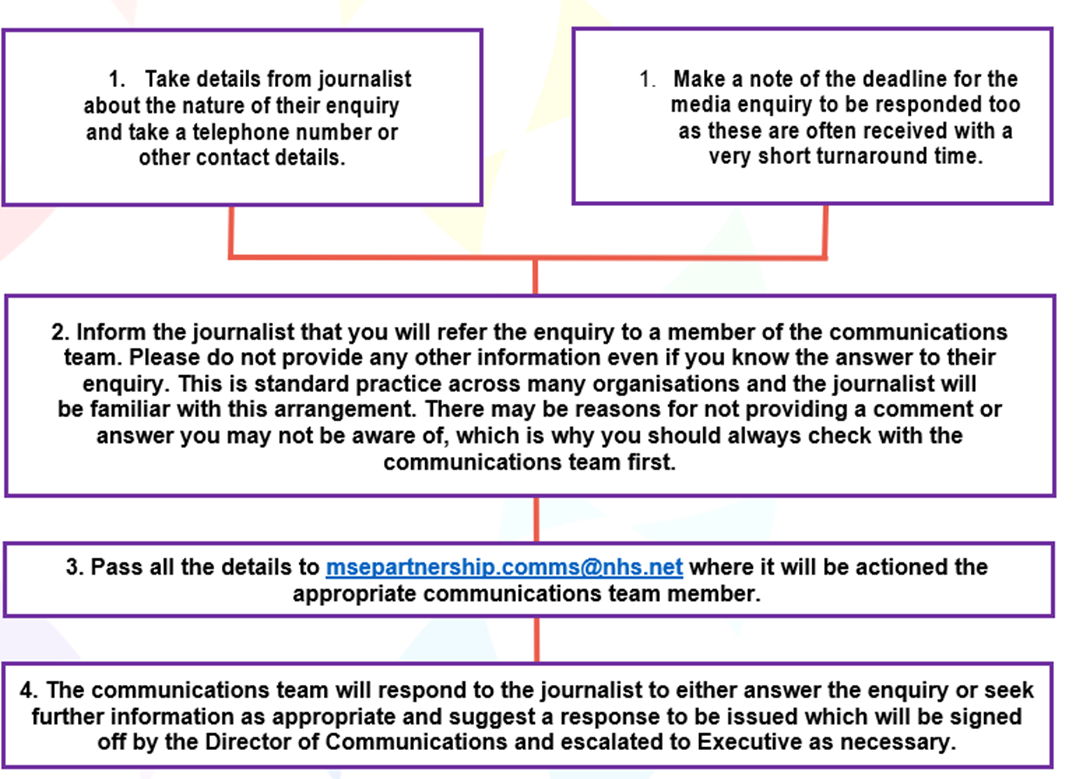 1. Take details from journalist
about the nature of their enquiry
and take a telephone number or
other contact details.
1. Make a note of the deadline for the
media enquiry to be responded too
as these are often received with a
very short turnaround time.
2. Inform the journalist that you will refer the enquiry to a member of the communications
team. Please do not provide any other information even if you know the answer to their
enquiry. This is standard practice across many organisations and the journalist will
be familiar with this arrangement. There may be reasons for not providing a comment or
answer you may not be aware of, which is why you should always check with the
communications team first.
3. Pass all the details to msepartnership.comms@nhs.net where it will be actioned the
appropriate communications team member.
4. The communications team will respond to the journalist to either answer the enquiry or seek
further information as appropriate and suggest a response to be issued which will be signed
off by the Director of Communications and escalated to Executive as necessary.